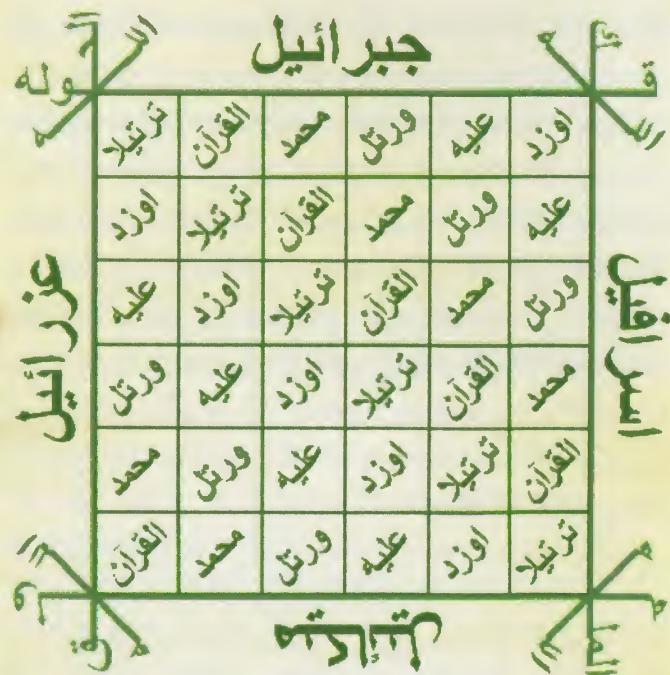 جبرائيل
اوزد عليه ورتل محمد القرآن ترتيلا
عليه ورتل محمد القرآن ترتيلا اوزد
ورتل محمد القرآن ترتيلا اوزد عليه
محمد القرآن ترتيلا اوزد عليه ورتل
القرآن ترتيلا اوزد عليه ورتل محمد
ترتيلا اوزد عليه ورتل محمد القرآن
اسرافيل
عزرائيل
ميكائيل